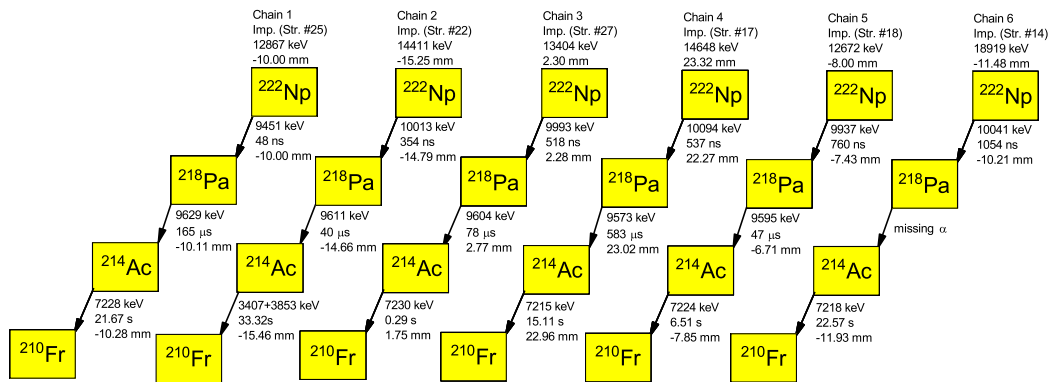 Chain 1
Imp. (Str. #25)
12867 keV
-10.00 mm
222Np
9451 keV
48 ns
-10.00 mm
218Pa
9629 keV
165 μs
-10.11 mm
214Ac
7228 keV
21.67 s
-10.28 mm
210Fr
Chain 2
Imp. (Str. #22)
14411 keV
-15.25 mm
222Np
10013 keV
354 ns
-14.79 mm
218Pa
9611 keV
40 μs
-14.66 mm
214Ac
3407+3853 keV
33.32s
-15.46 mm
210Fr
Chain 3
Imp. (Str. #27)
13404 keV
2.30 mm
222Np
9993 keV
518 ns
2.28 mm
218Pa
9604 keV
78 μs
2.77 mm
214Ac
7230 keV
0.29 s
1.75 mm
210Fr
Chain 4
Imp. (Str. #17)
14648 keV
23.32 mm
222Np
10094 keV
537 ns
22.27 mm
218Pa
9573 keV
583 μs
23.02 mm
214Ac
7215 keV
15.11 s
22.96 mm
210Fr
Chain 5
Imp. (Str. #18)
12672 keV
-8.00 mm
222Np
9937 keV
760 ns
-7.43 mm
218Pa
9595 keV
47 μs
-6.71 mm
214Ac
7224 keV
6.51 s
-7.85 mm
210Fr
Chain 6
Imp. (Str. #14)
18919 keV
-11.48 mm
222Np
10041 keV
1054 ns
-10.21 mm
218Pa
missing α
214Ac
7218 keV
22.57 s
-11.93 mm
210Fr